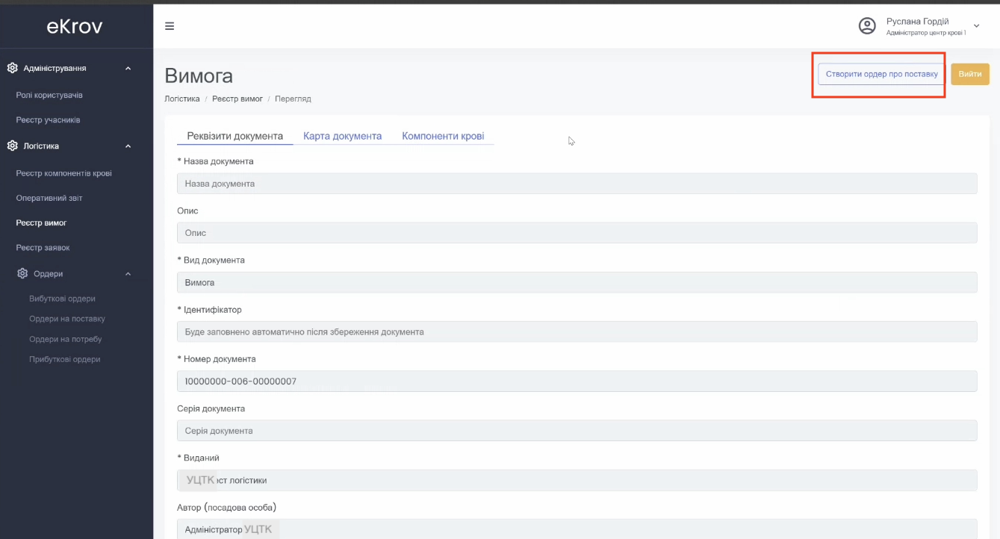 eKrov
Руслана Гордій
Адміністратор центр крові 1
Адміністрування
Ролі користувачів
Реєстр учасників
Логістика
Реєстр компонентів крові
Оперативний звіт
Реєстр вимог
Реєстр заявок
Ордери
Вибуткові ордери
Ордери на поставку
Ордери на потребу
Прибуткові ордери
Вимога
Створити ордер про поставку
Вийти
Логістика / Реєстр вимог / Перегляд
Реквізити документа Карта документа Компоненти крові
* Назва документа
Назва документа
Опис
Опис
* Вид документа
Вимога
* Ідентифікатор
Буде заповнено автоматично після збереження документа
* Номер документа
10000000-006-00000007
Серія документа
Серія документа
* Виданий
УЦТК ест логістики
Автор (посадова особа)
Адміністратор УЦТК